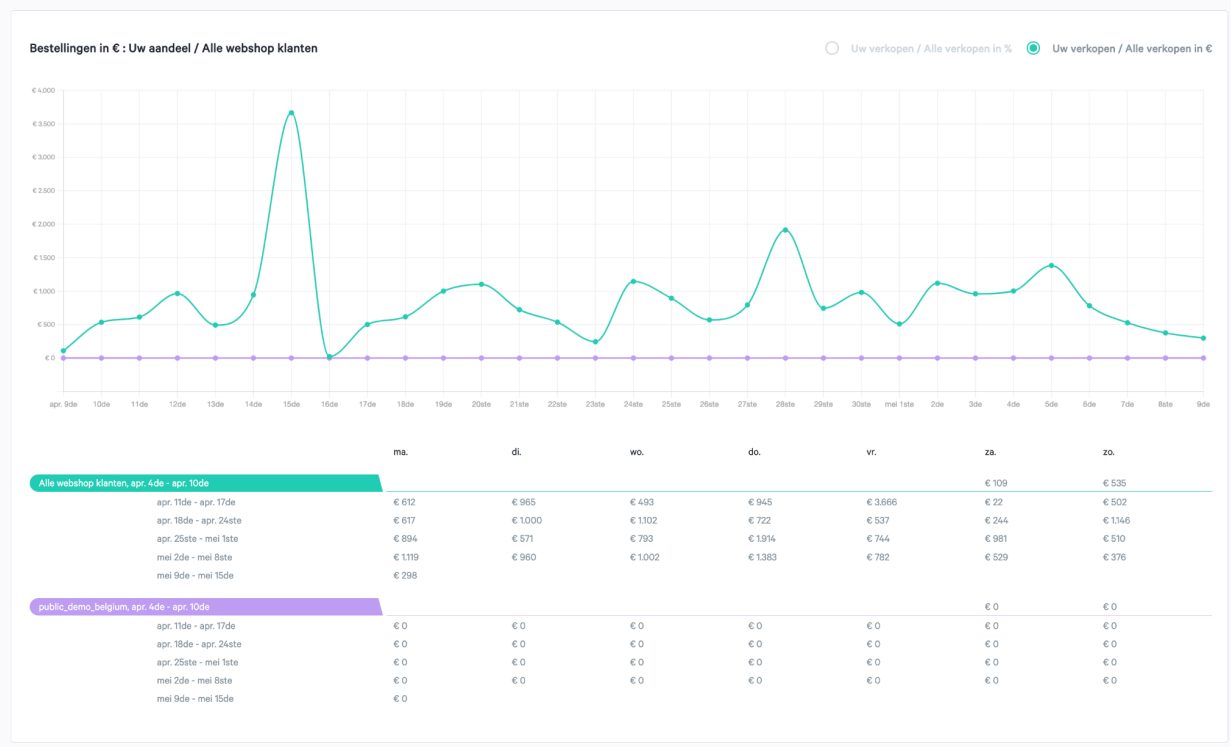 Bestellingen in € : Uw aandeel / Alle webshop klanten
Uw verkopen / Alle verkopen in % Uw verkopen / Alle verkopen in €
€ 4.000
€ 3.500
€ 3.000
€ 2.500
€ 2.000
€ 1.500
€ 1.000
€ 500
€ 0
apr. 9de 10de 11de 12de 13de 14de 15de 16de 17de 18de 19de 20ste 21ste 22ste 23ste 24ste 25ste 26ste 27ste 28ste 29ste 30ste mei 1ste 2de 3de 4de 5de 6de 7de 8ste 9de
ma. di. wo. do. vr. za. zo.
Alle webshop klanten, apr. 4de - apr. 10de € 109 € 535
apr. 11de - apr. 17de € 612 € 965 € 493 € 945 € 3.666 € 22 € 502
apr. 18de - apr. 24ste € 617 € 1.000 € 1.102 € 722 € 537 € 244 € 1.146
apr. 25ste - mei 1ste € 894 € 571 € 793 € 1.914 € 744 € 981 € 510
mei 2de - mei 8ste € 1.119 € 960 € 1.002 € 1.383 € 782 € 529 € 376
mei 9de - mei 15de € 298
public_demo_belgium, apr. 4de - apr. 10de € 0 € 0
apr. 11de - apr. 17de € 0 € 0 € 0 € 0 € 0 € 0 € 0
apr. 18de - apr. 24ste € 0 € 0 € 0 € 0 € 0 € 0 € 0
apr. 25ste - mei 1ste € 0 € 0 € 0 € 0 € 0 € 0 € 0
mei 2de - mei 8ste € 0 € 0 € 0 € 0 € 0 € 0 € 0
mei 9de - mei 15de € 0